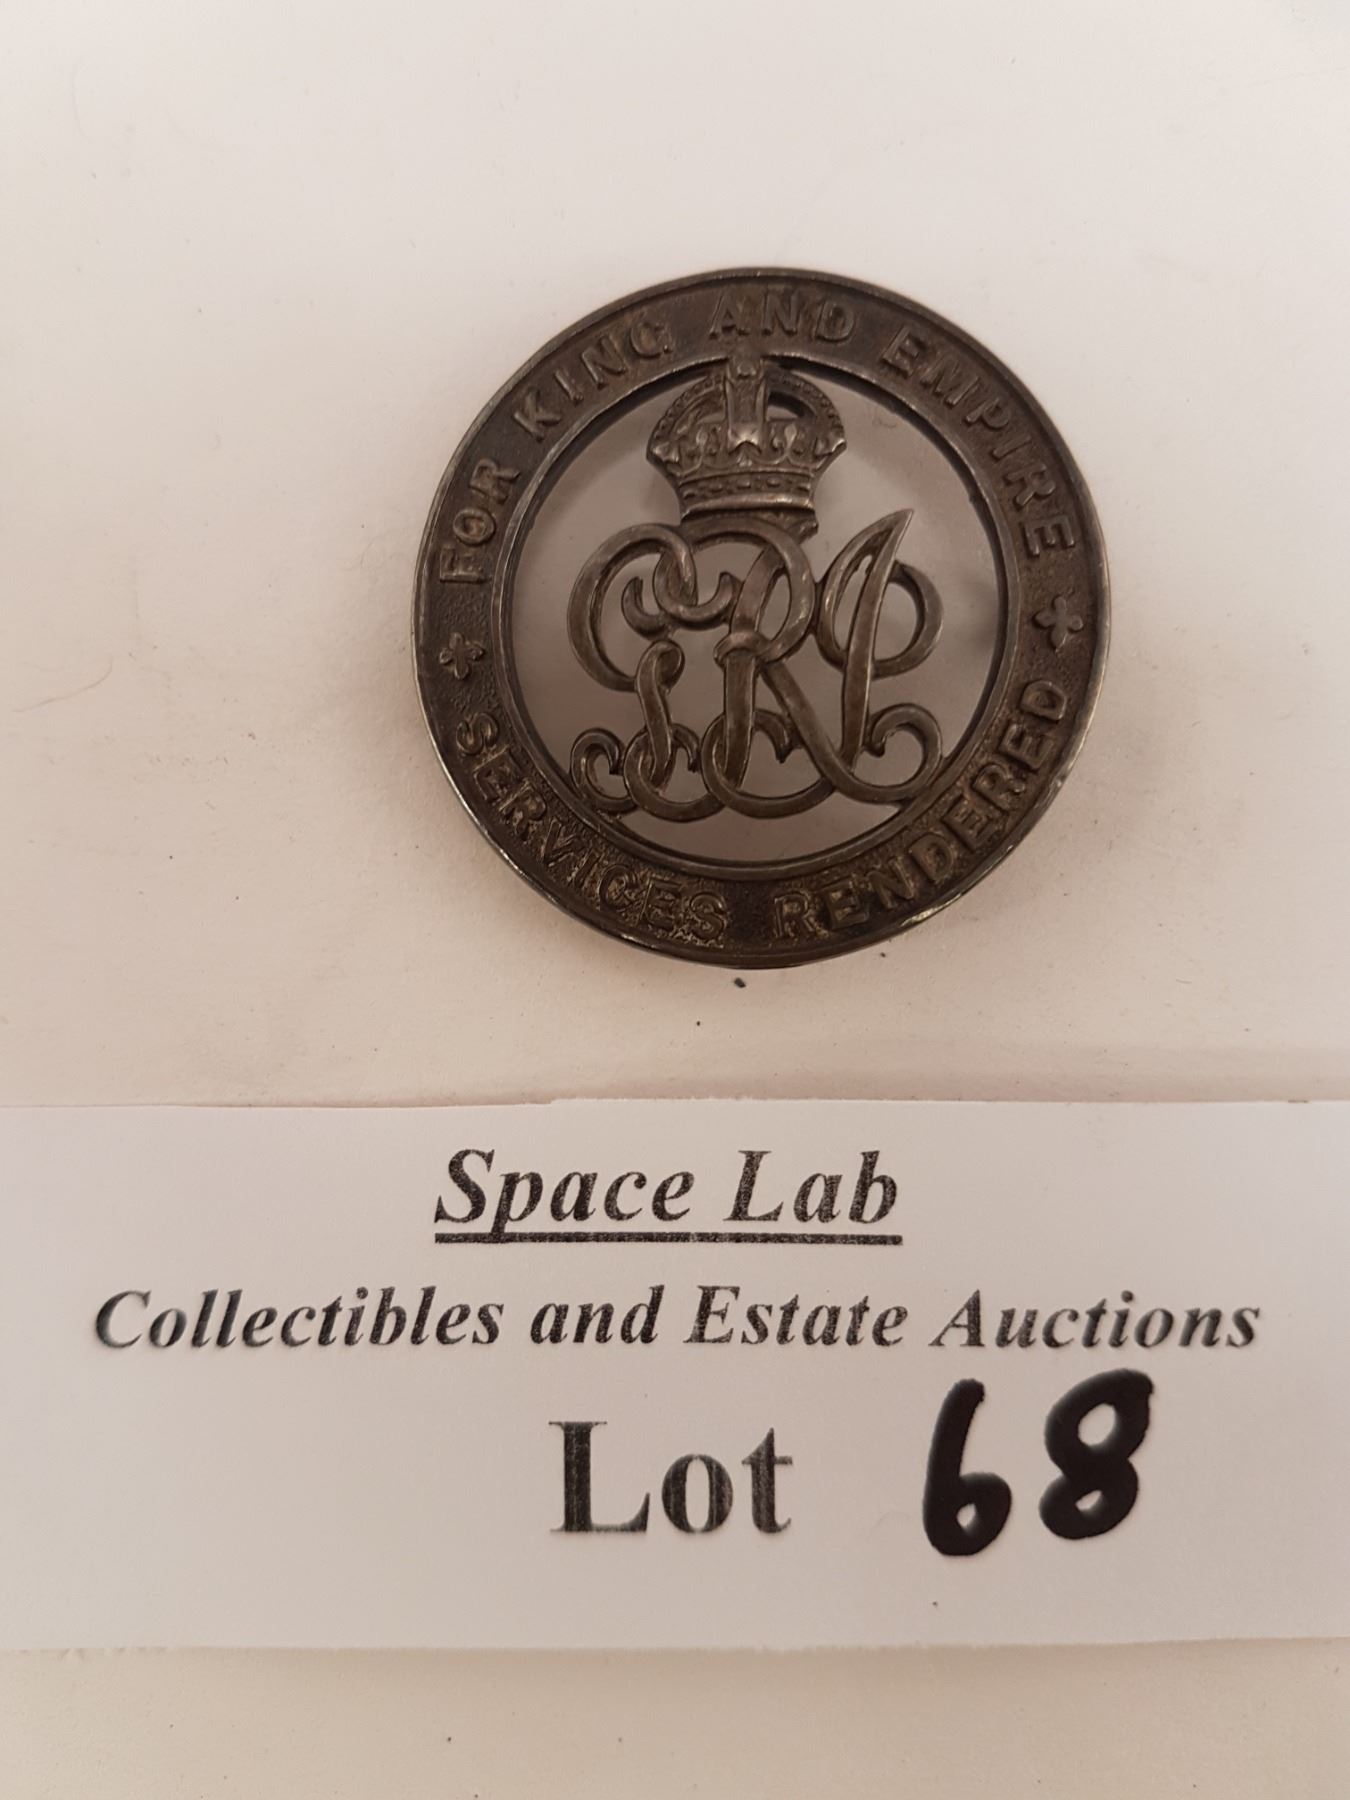 FOR KING AND EMPIRE
SERVICES RENDERED
GRI
Space Lab
Collectibles and Estate Auctions
Lot 68